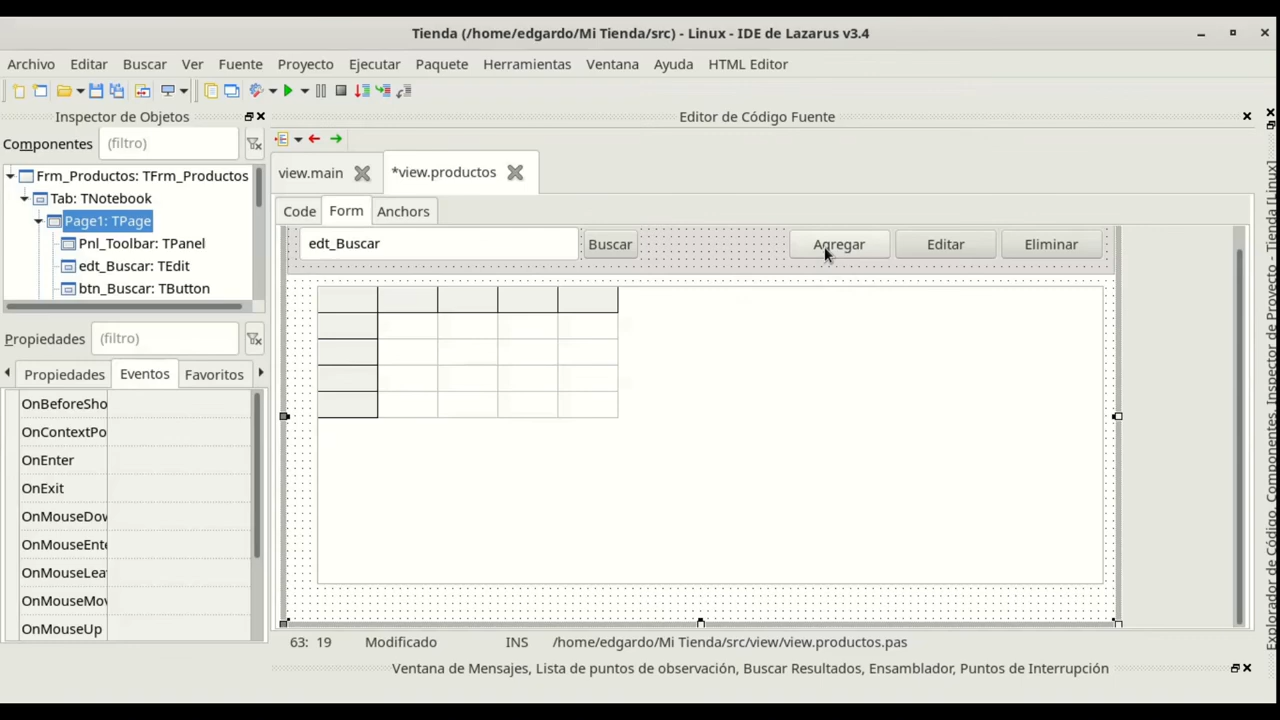 Tienda (/home/edgardo/Mi Tienda/src) - Linux - IDE de Lazarus v3.4
Archivo Editar Buscar Ver Fuente Proyecto Ejecutar Paquete Herramientas Ventana Ayuda HTML Editor
Inspector de Objetos
Editor de Código Fuente
Componentes (filtro)
view.main *view.productos
Frm_Productos: TFrm_Productos
Tab: TNotebook
Page1: TPage
Pnl_Toolbar: TPanel
edt_Buscar: TEdit
btn_Buscar: TButton
Code Form Anchors
edt_Buscar Buscar Agregar Editar Eliminar
Propiedades (filtro)
Propiedades Eventos Favoritos
OnBeforeSho
OnContextPo
OnEnter
OnExit
OnMouseDov
OnMouseEnte
OnMouseLea
OnMouseMov
OnMouseUp
63: 19 Modificado INS /home/edgardo/Mi Tienda/src/view/view.productos.pas
Ventana de Mensajes, Lista de puntos de observación, Buscar Resultados, Ensamblador, Puntos de Interrupción
Explorador de Código, Componentes, Inspector de Proyecto - Tienda [Linux]